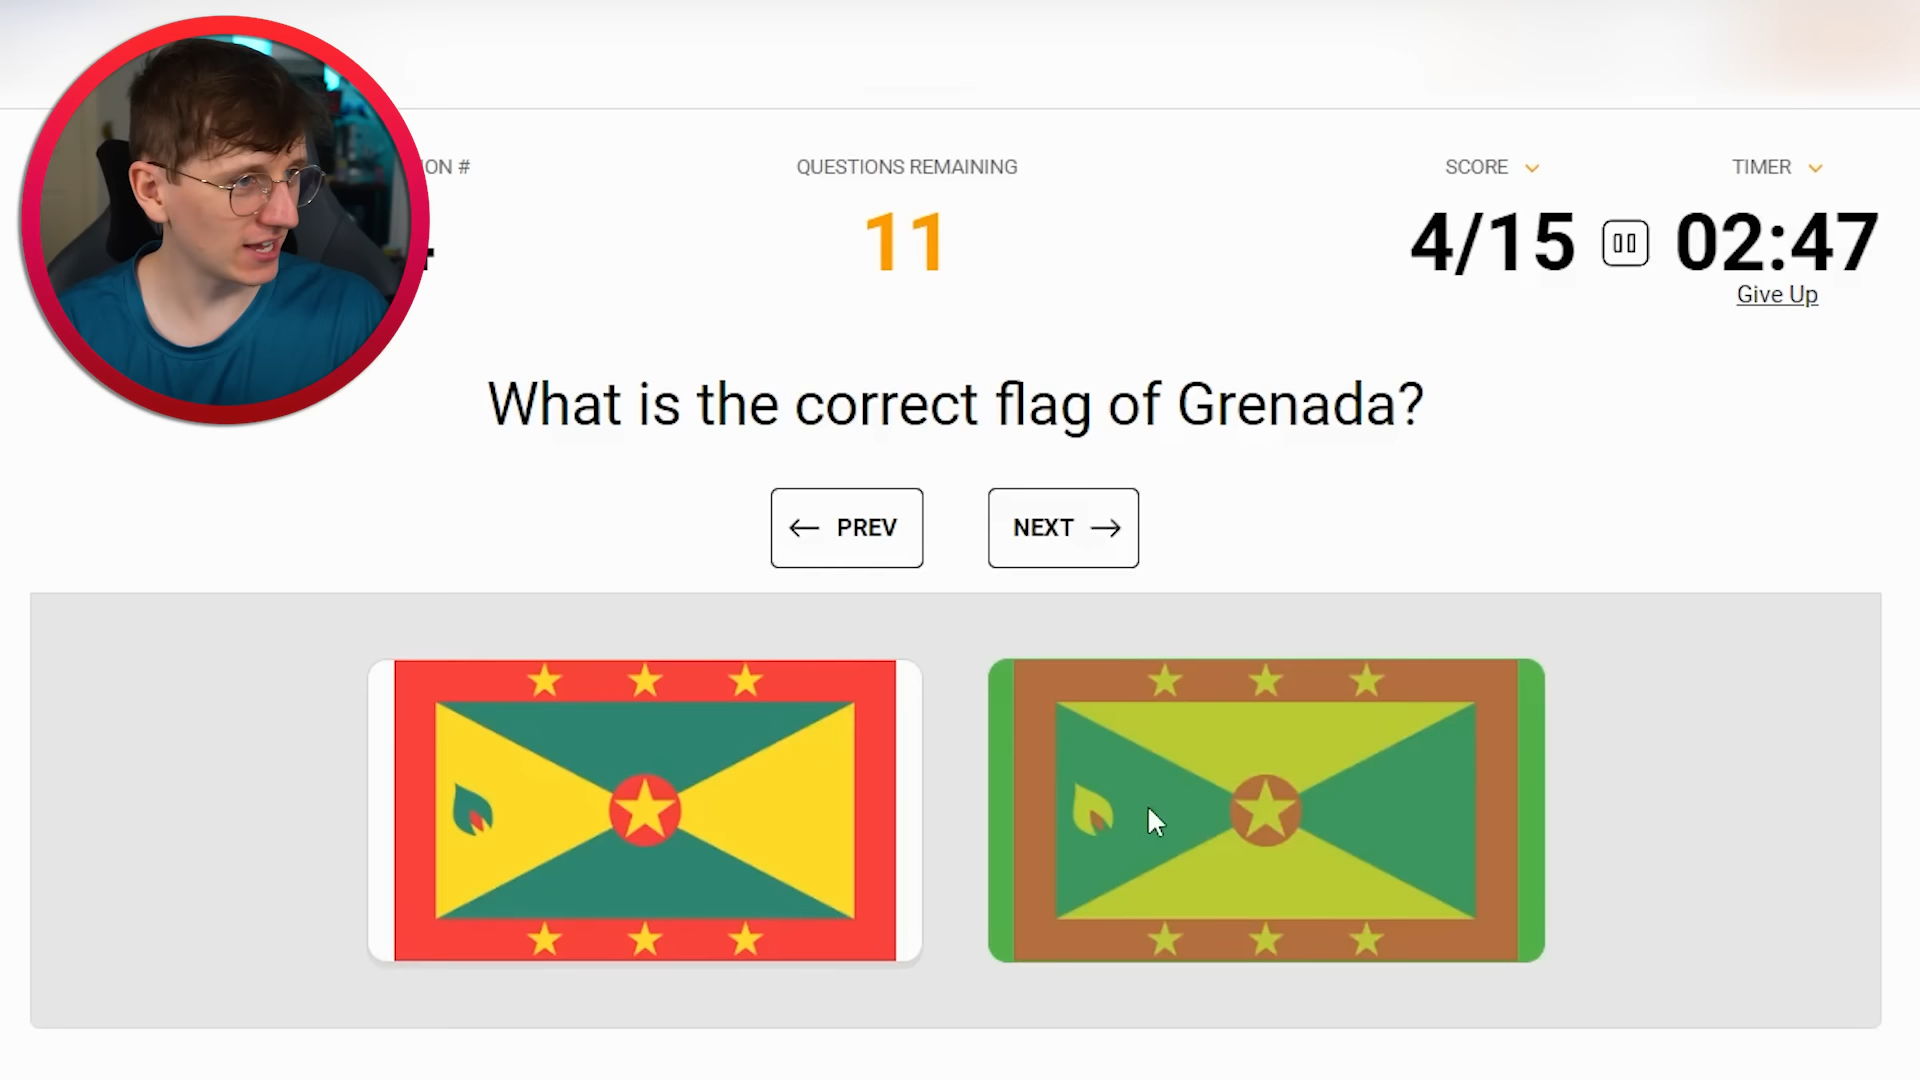 ON #
QUESTIONS REMAINING
SCORE
TIMER
11
4/15
02:47
Give Up
What is the correct flag of Grenada?
PREV
NEXT